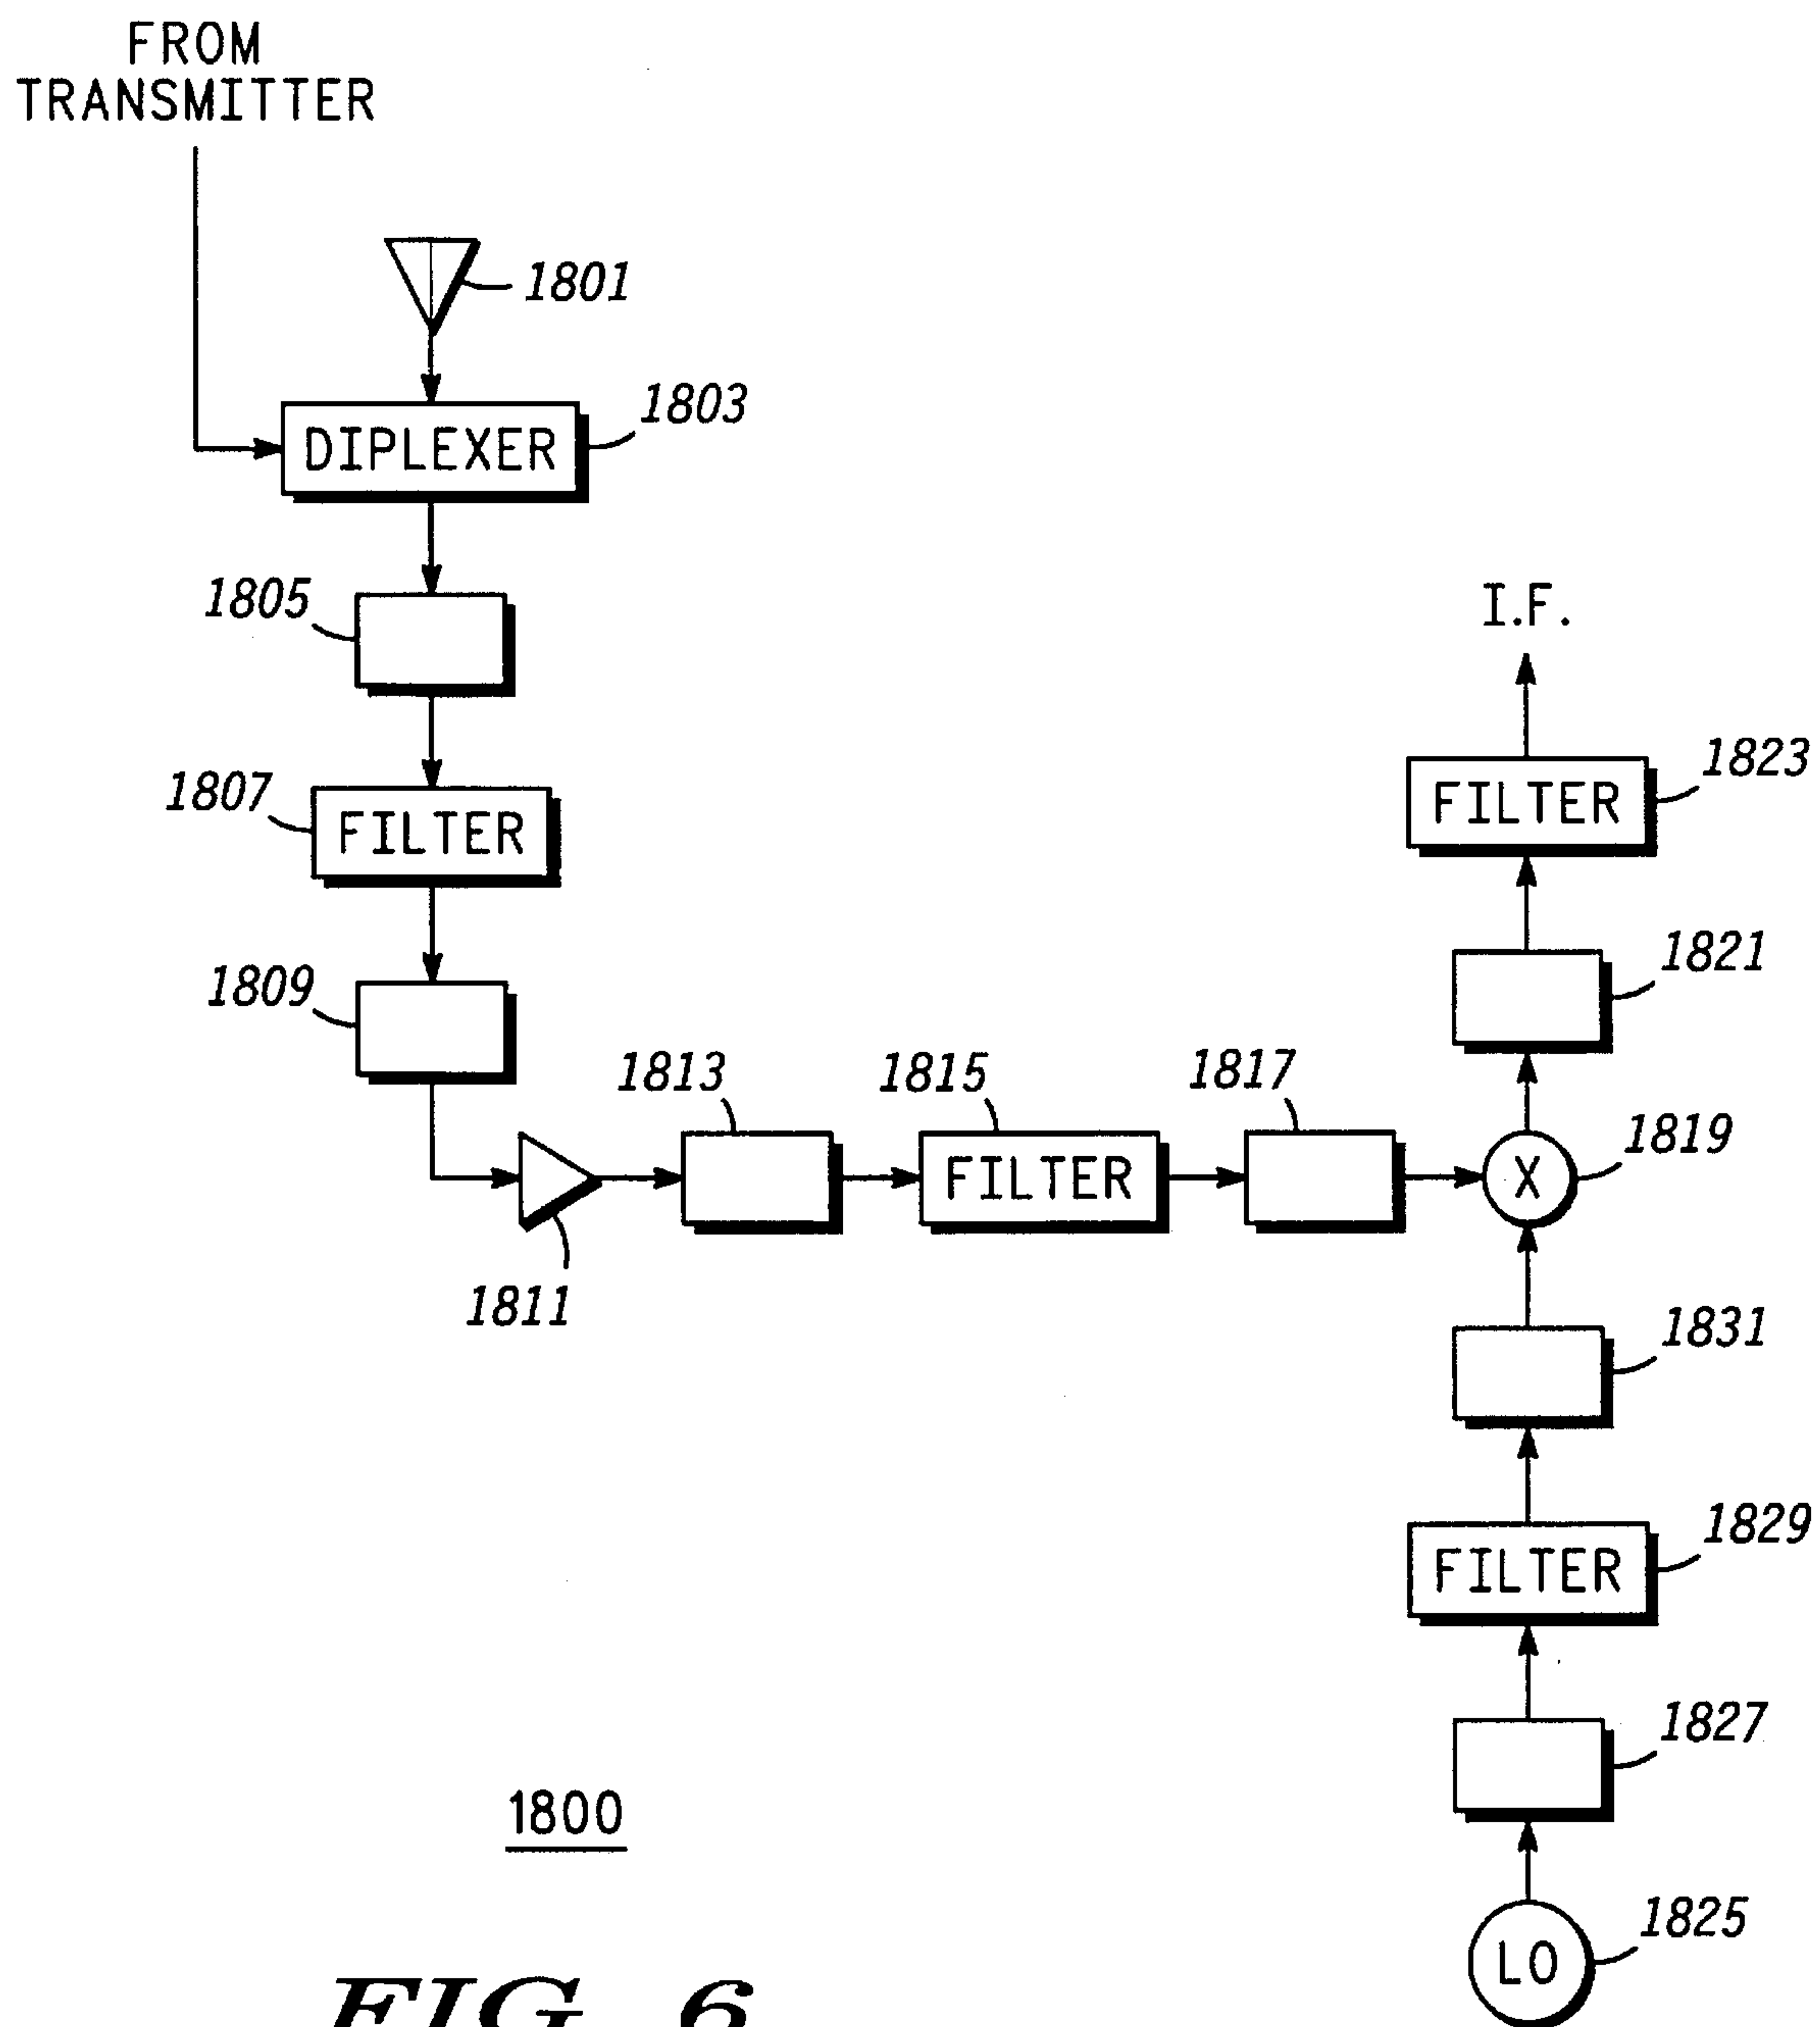 FROM
TRANSMITTER
1801
1803
DIPLEXER
1805
I.F.
1807
FILTER
1823
FILTER
1821
1809
1813
1815
1817
1819
FILTER
X
1811
1831
1829
FILTER
1827
1800
1825
LO
FIG. 6